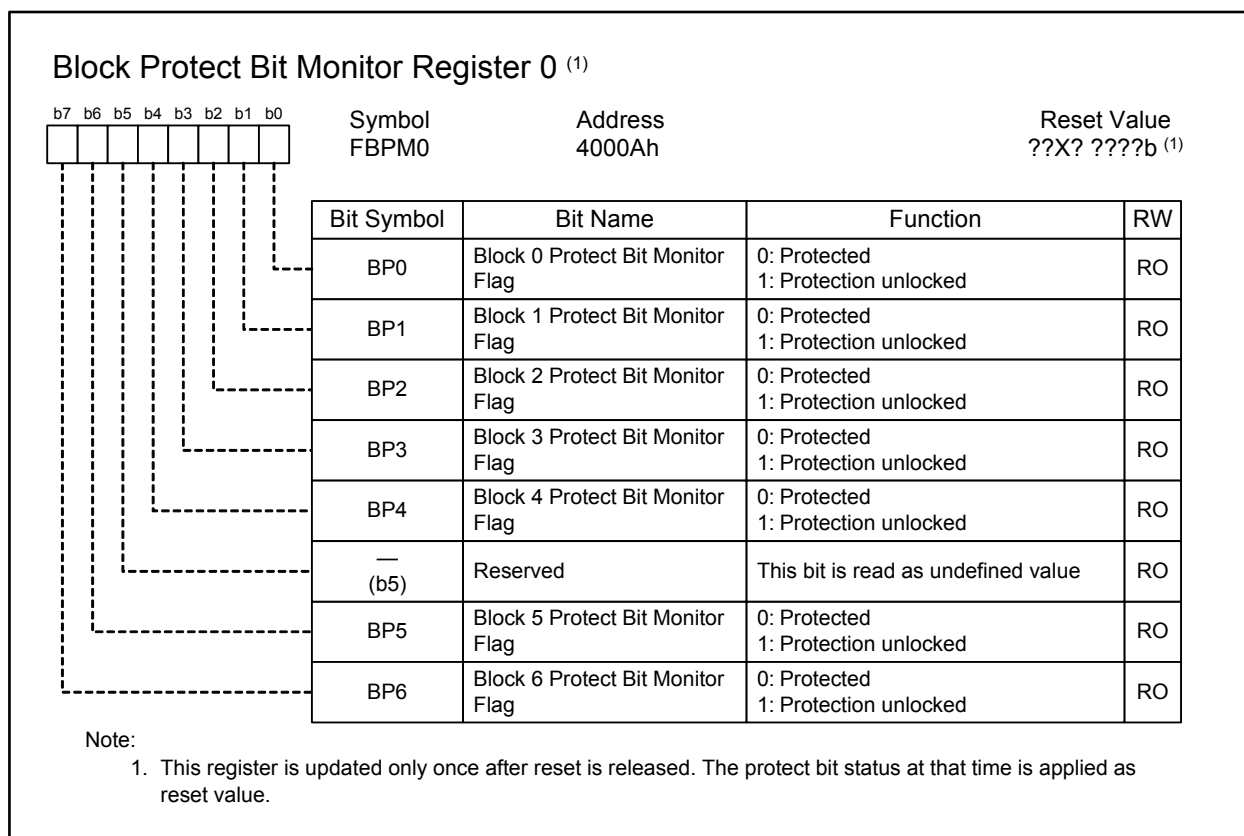 Block Protect Bit Monitor Register 0 (1)
b7 b6 b5 b4 b3 b2 b1 b0
Symbol Address Reset Value
FBPM0 4000Ah ??X? ????b (1)
Bit Symbol Bit Name Function RW
BP0 Block 0 Protect Bit Monitor Flag 0: Protected 1: Protection unlocked RO
BP1 Block 1 Protect Bit Monitor Flag 0: Protected 1: Protection unlocked RO
BP2 Block 2 Protect Bit Monitor Flag 0: Protected 1: Protection unlocked RO
BP3 Block 3 Protect Bit Monitor Flag 0: Protected 1: Protection unlocked RO
BP4 Block 4 Protect Bit Monitor Flag 0: Protected 1: Protection unlocked RO
— (b5) Reserved This bit is read as undefined value RO
BP5 Block 5 Protect Bit Monitor Flag 0: Protected 1: Protection unlocked RO
BP6 Block 6 Protect Bit Monitor Flag 0: Protected 1: Protection unlocked RO
Note:
1. This register is updated only once after reset is released. The protect bit status at that time is applied as
reset value.